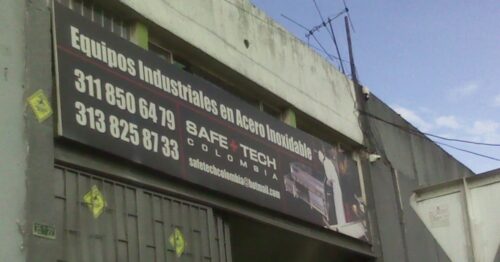 Equipos Industriales en Acero Inoxidable
311 850 64 79
313 825 87 33
SAFE+TECH
COLOMBIA
safetechcolombia@hotmail.com